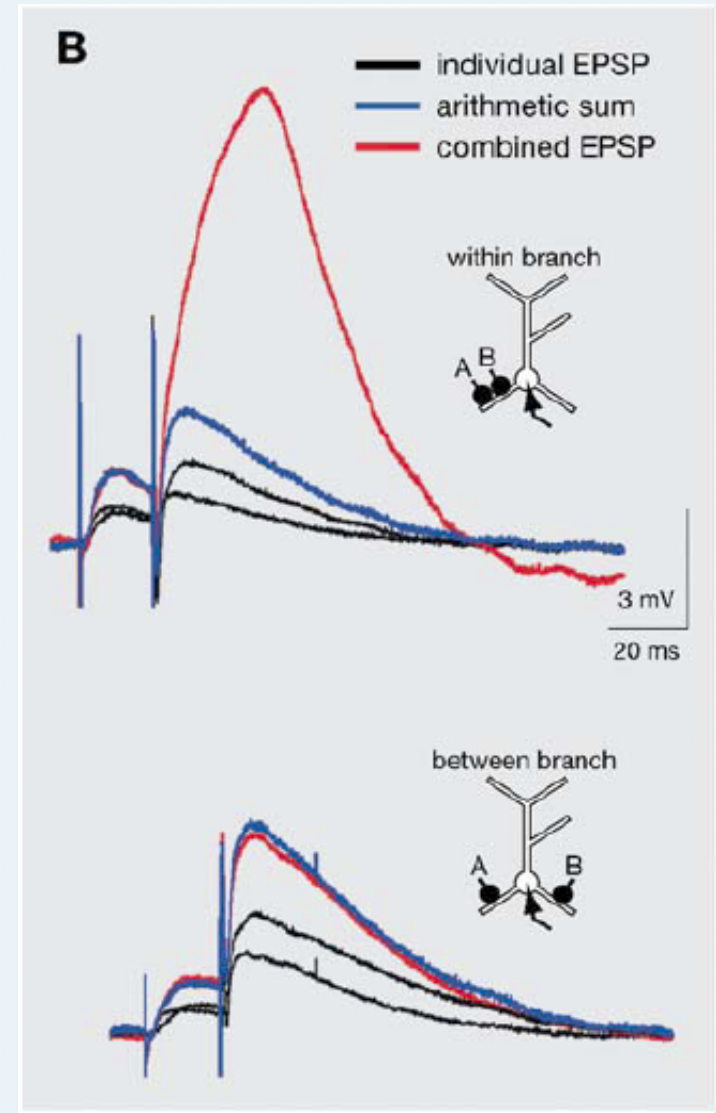 B
individual EPSP
arithmetic sum
combined EPSP
within branch
A B
3 mV
20 ms
between branch
A B